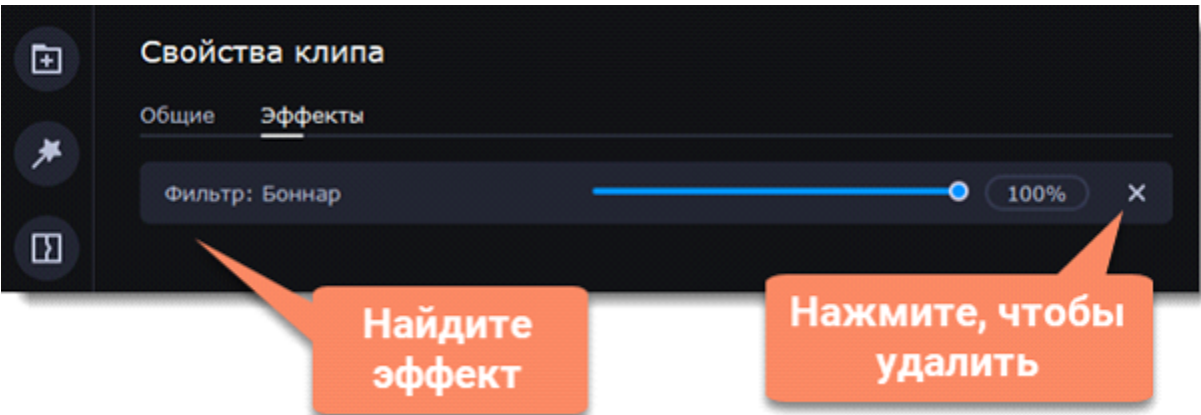 Свойства клипа
Общие Эффекты
Фильтр: Боннар 100%
Найдите
эффект
Нажмите, чтобы
удалить